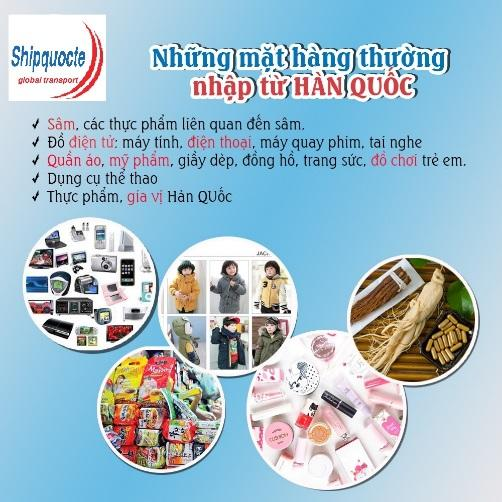 Shipquocte
global transport
Những mặt hàng thường
nhập từ HÀN QUỐC
✓ Sâm, các thực phẩm liên quan đến sâm.
✓ Đồ điện tử: máy tính, điện thoại, máy quay phim, tai nghe
✓ Quần áo, mỹ phẩm, giầy dép, đồng hồ, trang sức, đồ chơi trẻ em.
✓ Dụng cụ thể thao
✓ Thực phẩm, gia vị Hàn QUốc